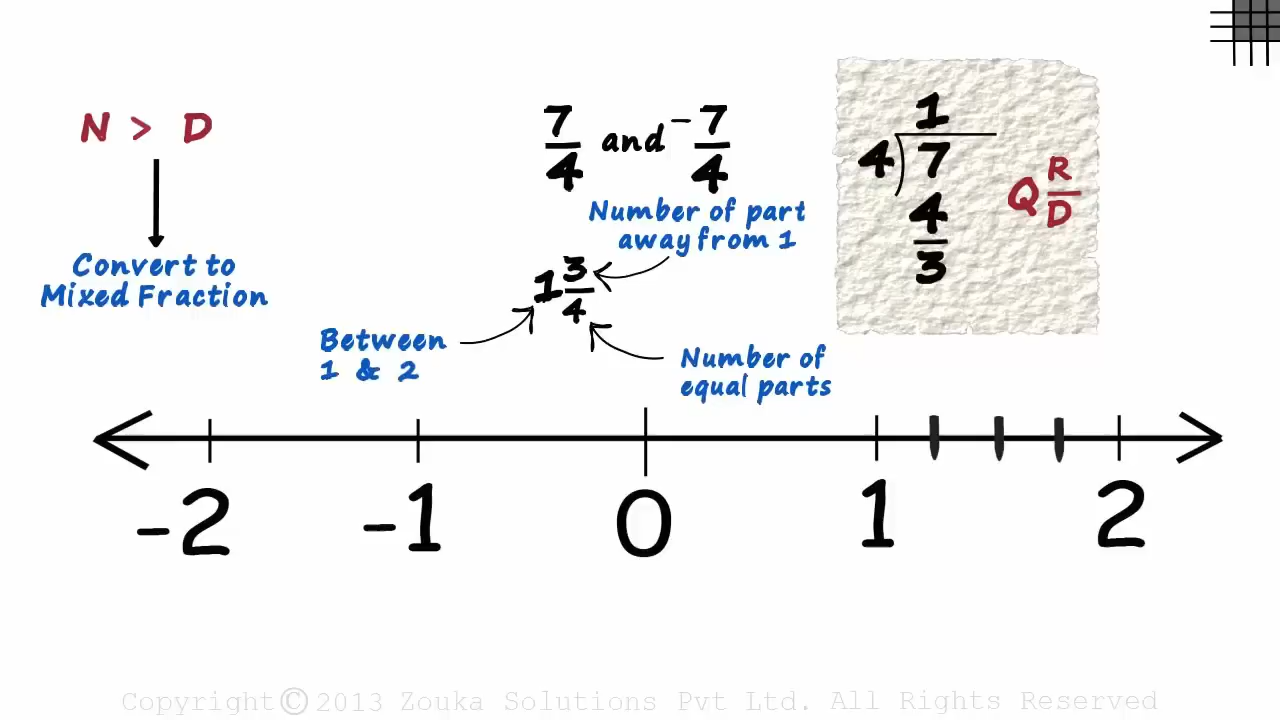 N > D
Convert to
Mixed Fraction
7/4 and -7/4
Number of part
away from 1
1 3/4
Between
1 & 2
Number of
equal parts
1
4)7
4
3
Q R/D
-2 -1 0 1 2
Copyright© 2013 Zouka Solutions Pvt Ltd. All Rights Reserved